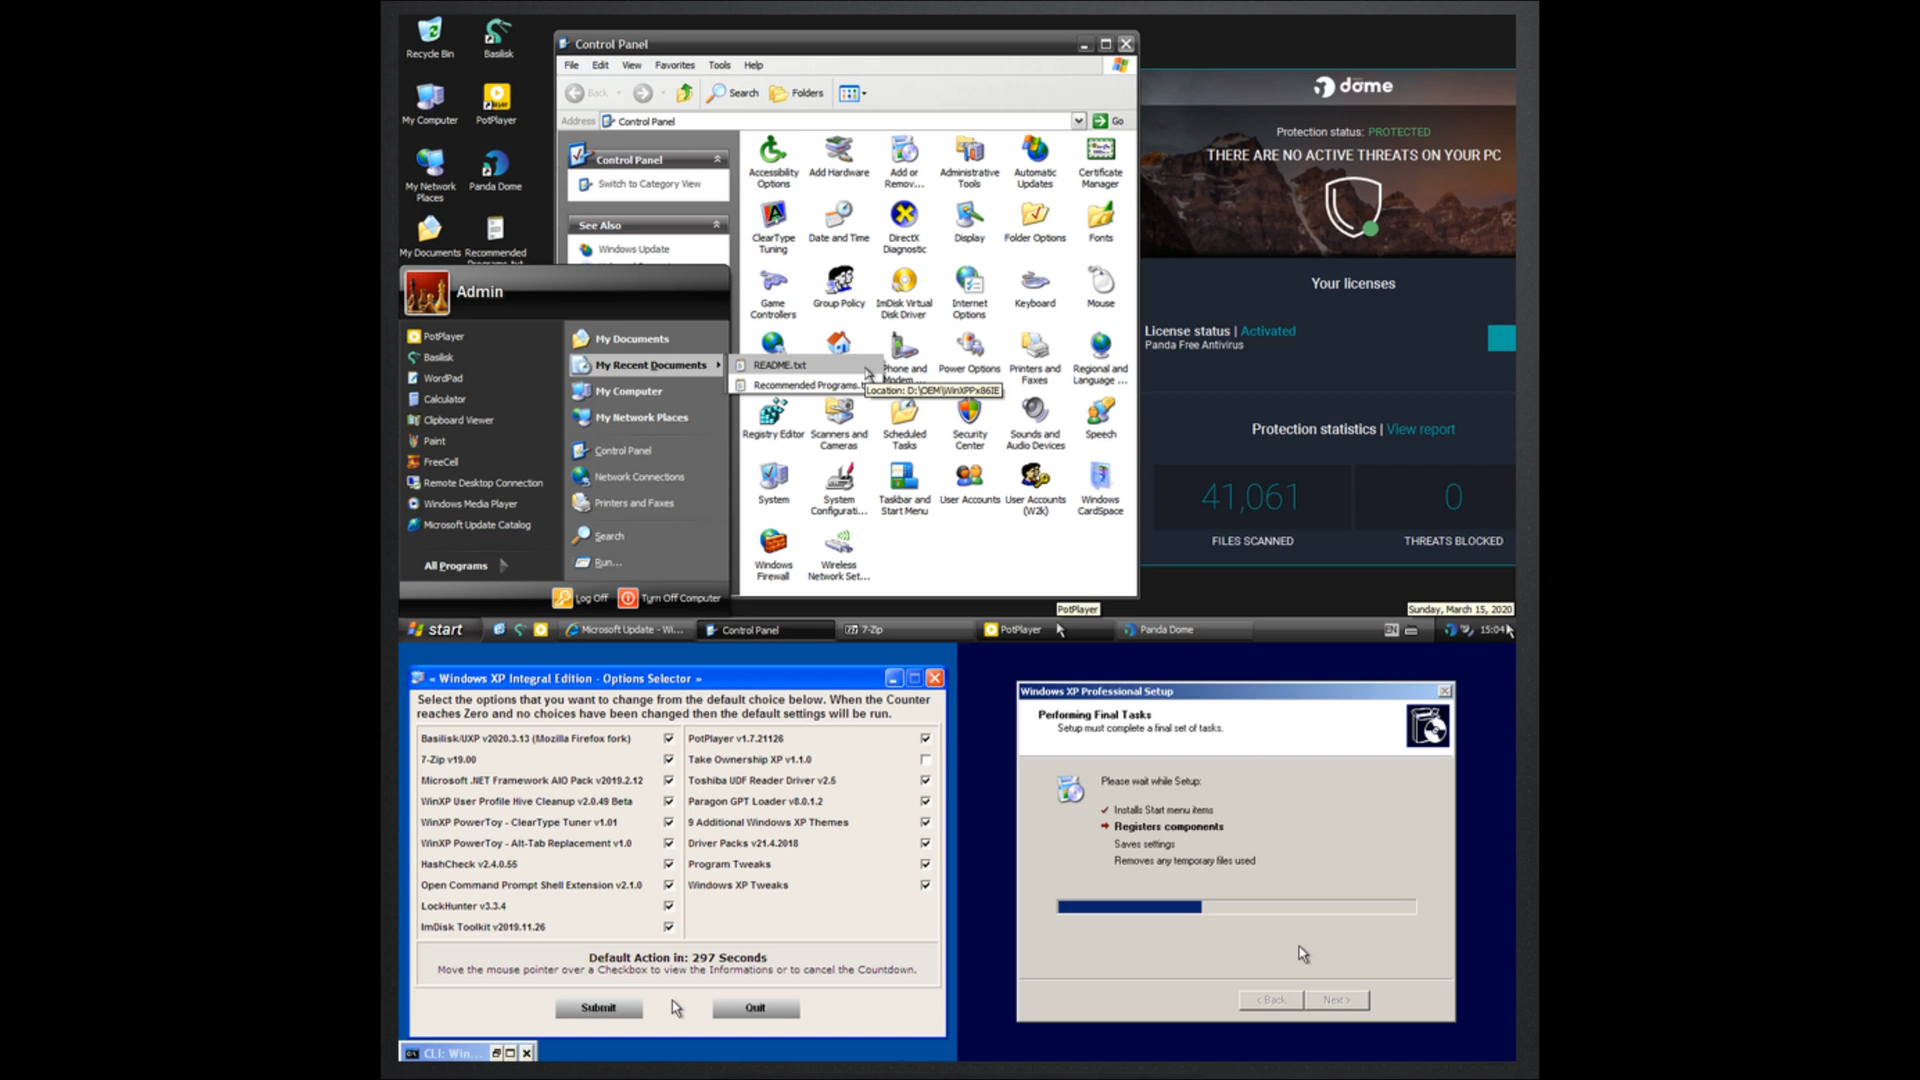 Recycle Bin
Basilisk
My Computer
PotPlayer
My Network Places
Panda Dome
My Documents
Recommended Programs.txt
Control Panel
File Edit View Favorites Tools Help
Back Search Folders
Address Control Panel Go
Control Panel
Switch to Category View
See Also
Windows Update
Accessibility Options
Add Hardware
Add or Remov...
Administrative Tools
Automatic Updates
Certificate Manager
ClearType Tuning
Date and Time
DirectX Diagnostic
Display
Folder Options
Fonts
Game Controllers
Group Policy
ImDisk Virtual Disk Driver
Internet Options
Keyboard
Mouse
Phone and Modem ...
Power Options
Printers and Faxes
Regional and Language ...
Registry Editor
Scanners and Cameras
Scheduled Tasks
Security Center
Sounds and Audio Devices
Speech
System
System Configurati...
Taskbar and Start Menu
User Accounts
User Accounts (W2k)
Windows CardSpace
Windows Firewall
Wireless Network Set...
Admin
PotPlayer
Basilisk
WordPad
Calculator
Clipboard Viewer
Paint
FreeCell
Remote Desktop Connection
Windows Media Player
Microsoft Update Catalog
All Programs
My Documents
My Recent Documents
My Computer
My Network Places
Control Panel
Network Connections
Printers and Faxes
Search
Run...
README.txt
Recommended Programs.t
Location: D:\OEM\WinXPPx86IE
Log Off Turn Off Computer
dome
Protection status: PROTECTED
THERE ARE NO ACTIVE THREATS ON YOUR PC
Your licenses
License status | Activated
Panda Free Antivirus
Protection statistics | View report
41,061 0
FILES SCANNED THREATS BLOCKED
PotPlayer
Sunday, March 15, 2020
start
Microsoft Update - Wi...
Control Panel
7-Zip
PotPlayer
Panda Dome
EN
15:04
« Windows XP Integral Edition - Options Selector »
Select the options that you want to change from the default choice below. When the Counter
reaches Zero and no choices have been changed then the default settings will be run.
Basilisk/UXP v2020.3.13 (Mozilla Firefox fork)
7-Zip v19.00
Microsoft .NET Framework AIO Pack v2019.2.12
WinXP User Profile Hive Cleanup v2.0.49 Beta
WinXP PowerToy - ClearType Tuner v1.01
WinXP PowerToy - Alt-Tab Replacement v1.0
HashCheck v2.4.0.55
Open Command Prompt Shell Extension v2.1.0
LockHunter v3.3.4
ImDisk Toolkit v2019.11.26
PotPlayer v1.7.21126
Take Ownership XP v1.1.0
Toshiba UDF Reader Driver v2.5
Paragon GPT Loader v8.0.1.2
9 Additional Windows XP Themes
Driver Packs v21.4.2018
Program Tweaks
Windows XP Tweaks
Default Action in: 297 Seconds
Move the mouse pointer over a Checkbox to view the Informations or to cancel the Countdown.
Submit Quit
CLI: Win...
Windows XP Professional Setup
Performing Final Tasks
Setup must complete a final set of tasks.
Please wait while Setup:
Installs Start menu items
Registers components
Saves settings
Removes any temporary files used
< Back Next >